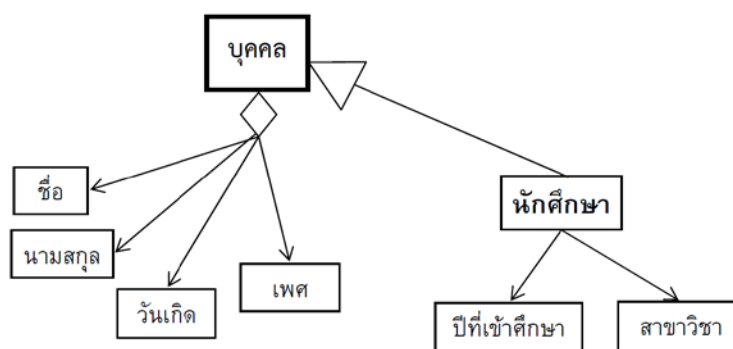 บุคคล
ชื่อ
นักศึกษา
นามสกุล
เพศ
วันเกิด
ปีที่เข้าศึกษา
สาขาวิชา